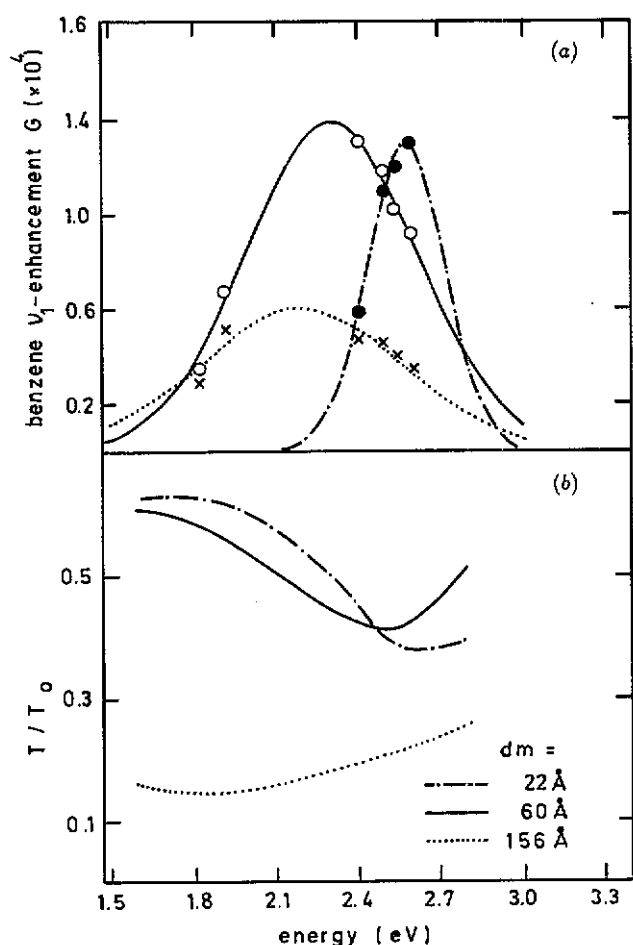 benzene ν₁-enhancement G (×10⁴)
1.6
1.4
1.0
0.6
0.2
(a)
(b)
T/T₀
0.5
0.3
0.1
dm =
22 Å
60 Å
156 Å
1.5
1.8
2.1
2.4
2.7
3.0
3.3
energy (eV)